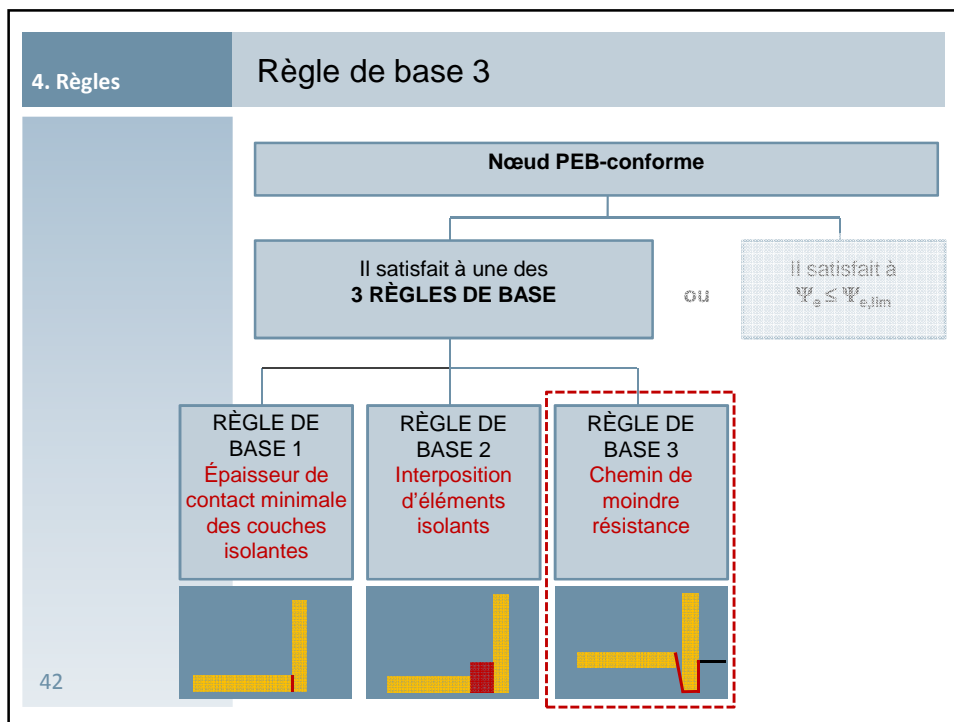 4. Règles
Règle de base 3
Nœud PEB-conforme
Il satisfait à une des
3 RÈGLES DE BASE
ou
Il satisfait à
Ψe ≤ Ψe,lim
RÈGLE DE
BASE 1
Épaisseur de
contact minimale
des couches
isolantes
RÈGLE DE
BASE 2
Interposition
d'éléments
isolants
RÈGLE DE
BASE 3
Chemin de
moindre
résistance
42